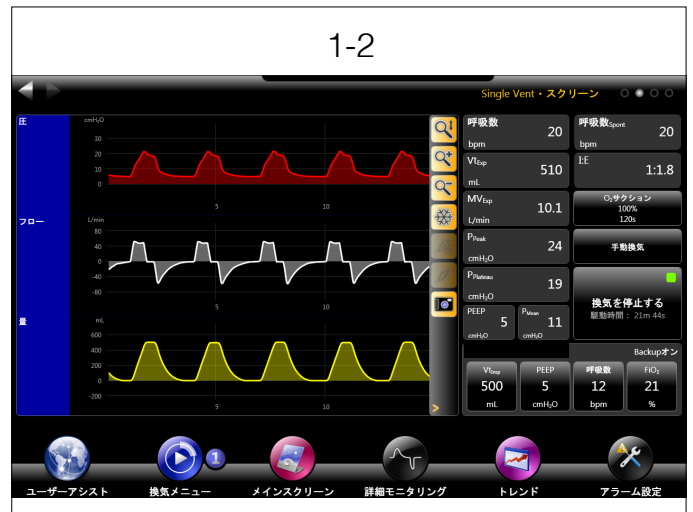 1-2
Single Vent・スクリーン
圧
cmH₂O
30
20
10
0
5
10
フロー
L/min
80
40
0
-40
-80
5
10
量
mL
600
400
200
0
-200
5
10
呼吸数
20
bpm
呼吸数Spont
20
bpm
VtExp
510
mL
I:E
1:1.8
MVExp
10.1
L/min
O₂サクション
100%
120s
PPeak
24
cmH₂O
手動換気
PPlateau
19
cmH₂O
換気を停止する
駆動時間： 21m 44s
PEEP
5
cmH₂O
PMean
11
cmH₂O
Backupオン
VtInsp
500
mL
PEEP
5
cmH₂O
呼吸数
12
bpm
FiO₂
21
%
1
ユーザーアシスト
換気メニュー
メインスクリーン
詳細モニタリング
トレンド
アラーム設定